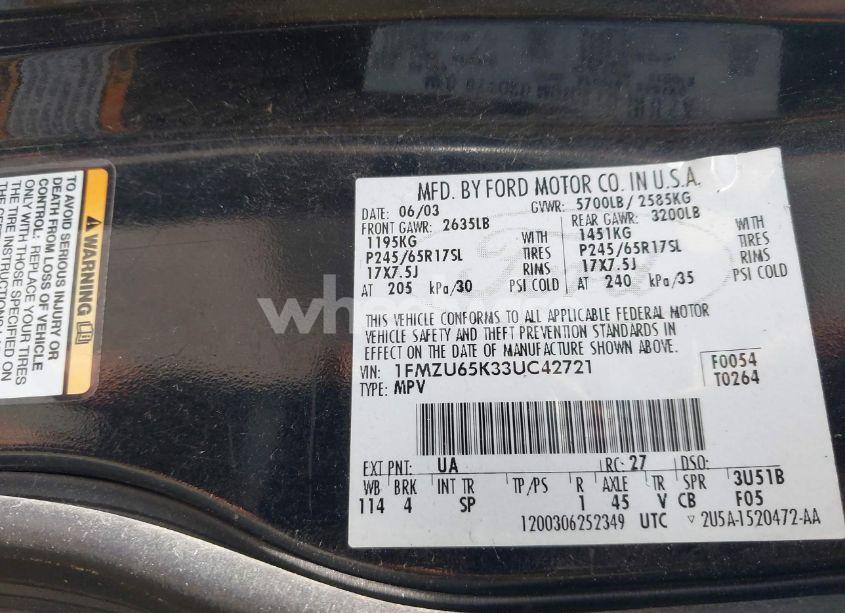 MFD. BY FORD MOTOR CO. IN U.S.A.
DATE: 06/03 GVWR: 5700LB / 2585KG
FRONT GAWR: 2635LB REAR GAWR: 3200LB
1195KG WITH 1451KG WITH
P245/65R17SL TIRES P245/65R17SL TIRES
17X7.5J RIMS 17X7.5J RIMS
AT 205 kPa/30 PSI COLD AT 240 kPa/35 PSI COLD
THIS VEHICLE CONFORMS TO ALL APPLICABLE FEDERAL MOTOR
VEHICLE SAFETY AND THEFT PREVENTION STANDARDS IN
EFFECT ON THE DATE OF MANUFACTURE SHOWN ABOVE.
VIN: 1FMZU65K33UC42721 F0054
TYPE: MPV T0264
EXT PNT: UA RC: 27 DSO:
WB BRK INT TR TP/PS R AXLE TR SPR 3U51B
114 4 SP 1 45 V CB F05
1200306252349 UTC 2U5A-1520472-AA
WARNING
TO AVOID SERIOUS INJURY OR
DEATH FROM LOSS OF VEHICLE
CONTROL, REPLACE YOUR
ONLY WITH THOSE SPECIFIED ON
Ford